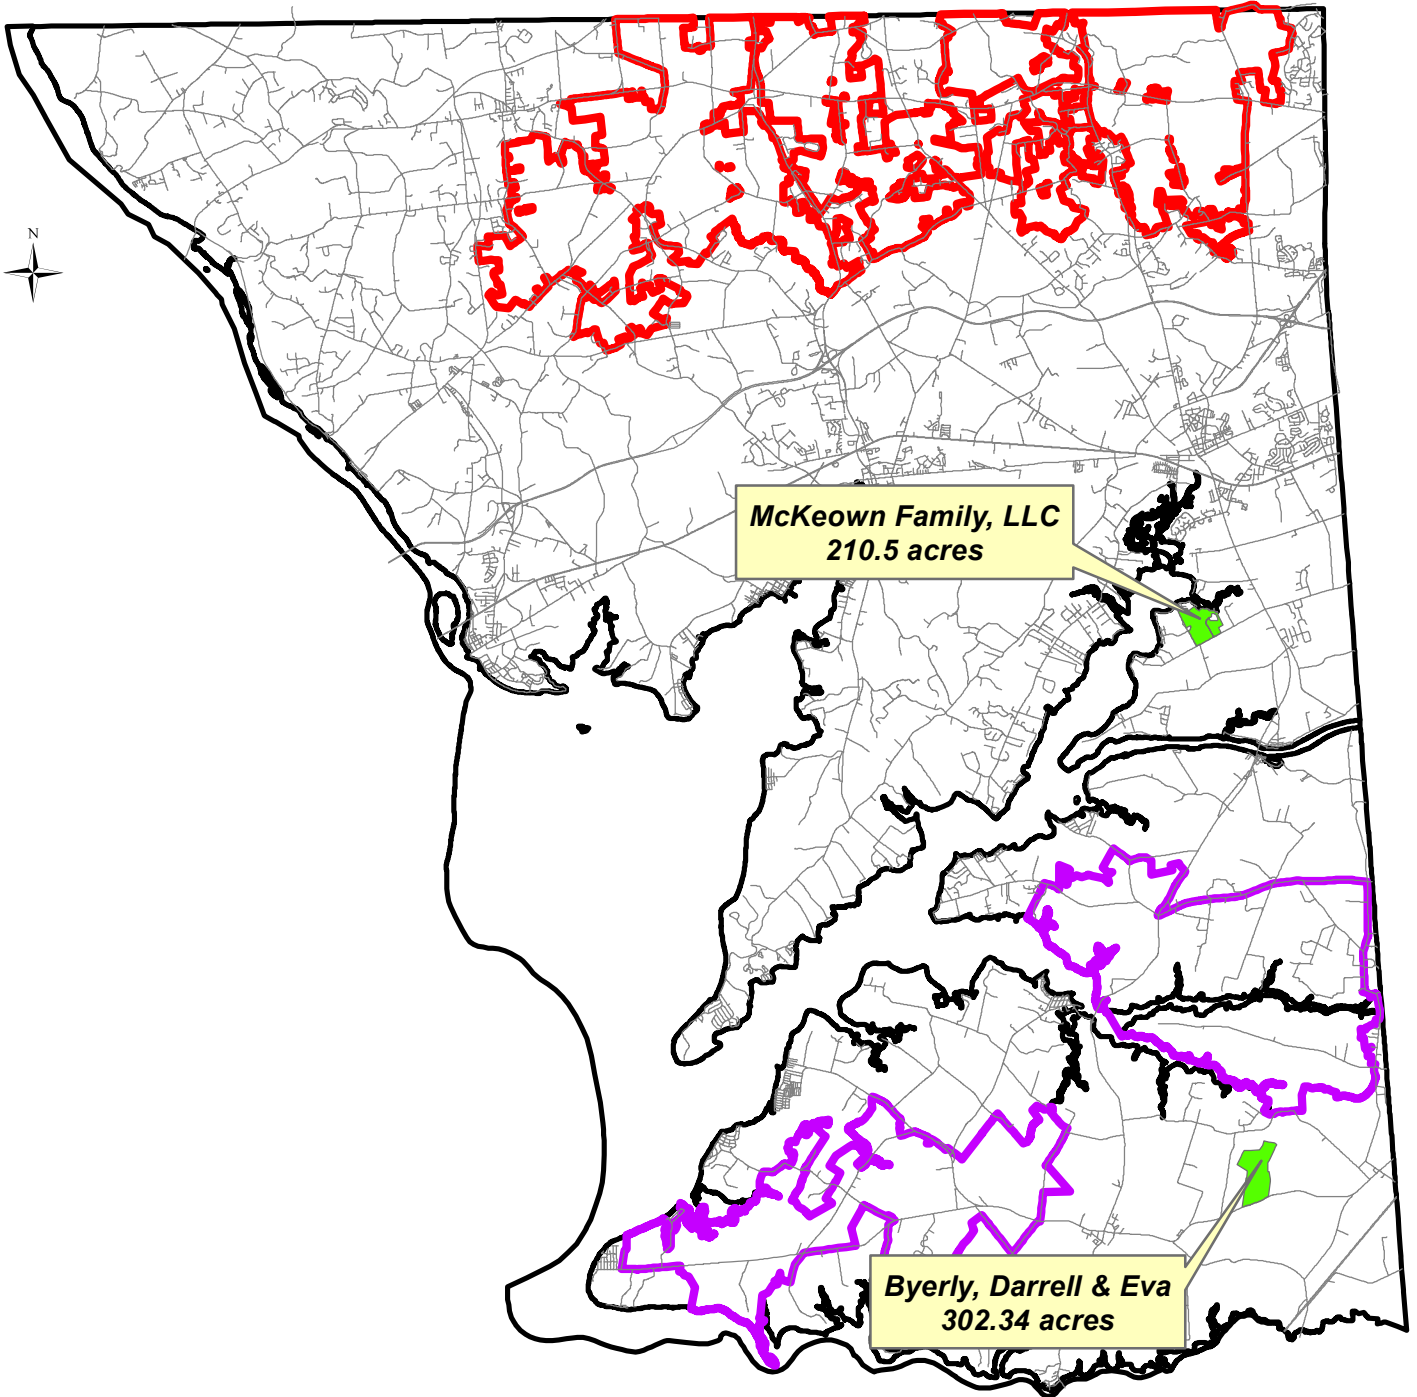 N
McKeown Family, LLC
210.5 acres
Byerly, Darrell & Eva
302.34 acres